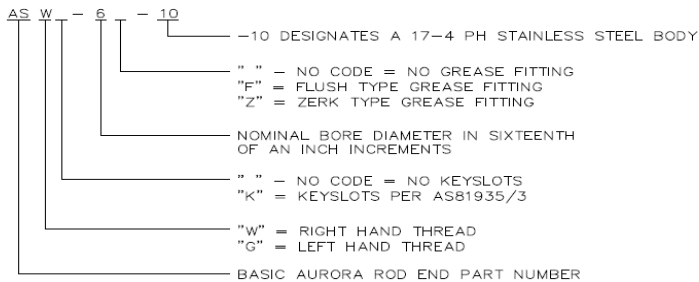 AS W _ - 6 _ - 10
-10 DESIGNATES A 17-4 PH STAINLESS STEEL BODY
" " - NO CODE = NO GREASE FITTING
"F" = FLUSH TYPE GREASE FITTING
"Z" = ZERK TYPE GREASE FITTING
NOMINAL BORE DIAMETER IN SIXTEENTH
OF AN INCH INCREMENTS
" " - NO CODE = NO KEYSLOTS
"K" = KEYSLOTS PER AS81935/3
"W" = RIGHT HAND THREAD
"G" = LEFT HAND THREAD
BASIC AURORA ROD END PART NUMBER